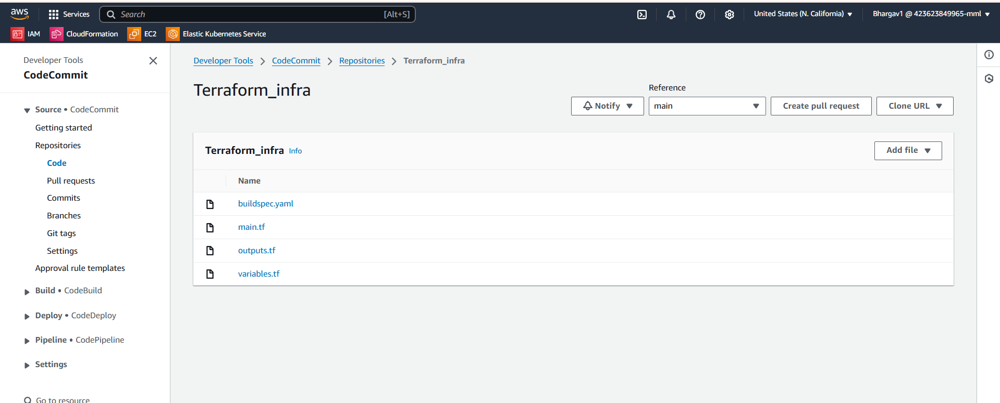 aws Services Search [Alt+S] United States (N. California) Bhargav1 @ 423623849965-mml
IAM CloudFormation EC2 Elastic Kubernetes Service
Developer Tools
CodeCommit
Source • CodeCommit
Getting started
Repositories
Code
Pull requests
Commits
Branches
Git tags
Settings
Approval rule templates
Build • CodeBuild
Deploy • CodeDeploy
Pipeline • CodePipeline
Settings
Go to resource
Developer Tools > CodeCommit > Repositories > Terraform_infra
Terraform_infra
Reference
Notify main Create pull request Clone URL
Terraform_infra Info Add file
Name
buildspec.yaml
main.tf
outputs.tf
variables.tf